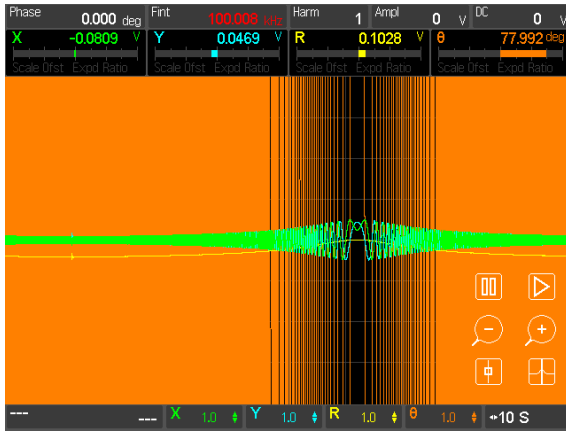 Phase 0.000 deg Fint 100.008 kHz Harm 1 Ampl 0 V DC 0 V
X -0.0809 V Y 0.0469 V R 0.1028 V θ 77.992 deg
Scale Ofst Expd Ratio Scale Ofst Expd Ratio Scale Ofst Expd Ratio Scale Ofst Expd Ratio
--- --- X 1.0 Y 1.0 R 1.0 θ 1.0 10 S